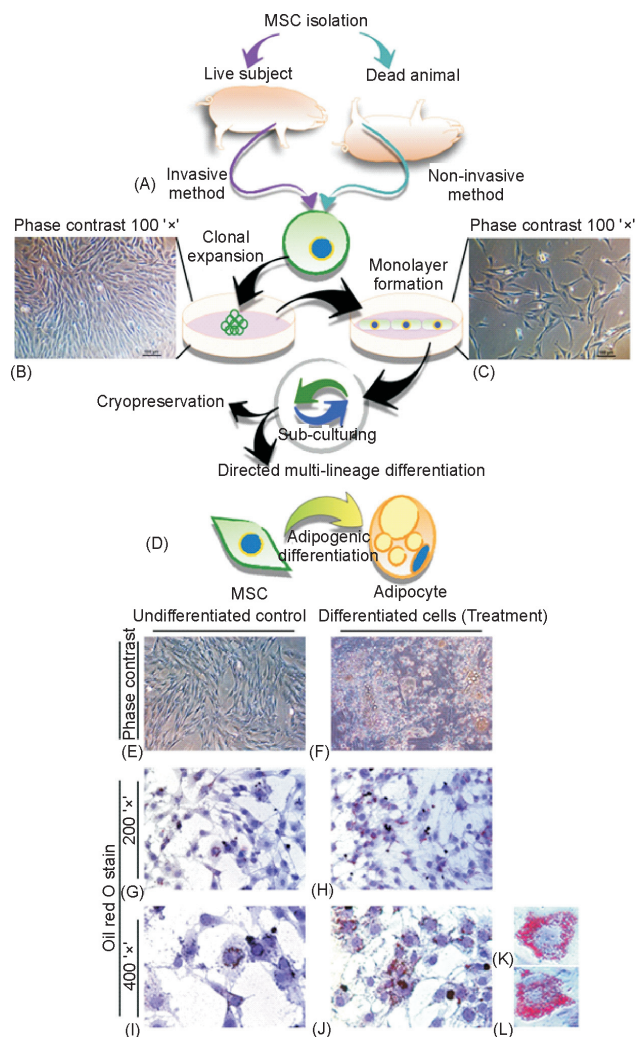 MSC isolation
Live subject
Dead animal
(A)
Invasive
method
Non-invasive
method
Phase contrast 100 '×'
Clonal
expansion
Monolayer
formation
Phase contrast 100 '×'
(B)
(C)
Cryopreservation
Sub-culturing
Directed multi-lineage differentiation
(D)
Adipogenic
differentiation
MSC
Adipocyte
Undifferentiated control
Differentiated cells (Treatment)
Phase contrast
(E)
(F)
Oil red O stain
200 '×'
(G)
(H)
400 '×'
(K)
(I)
(J)
(L)